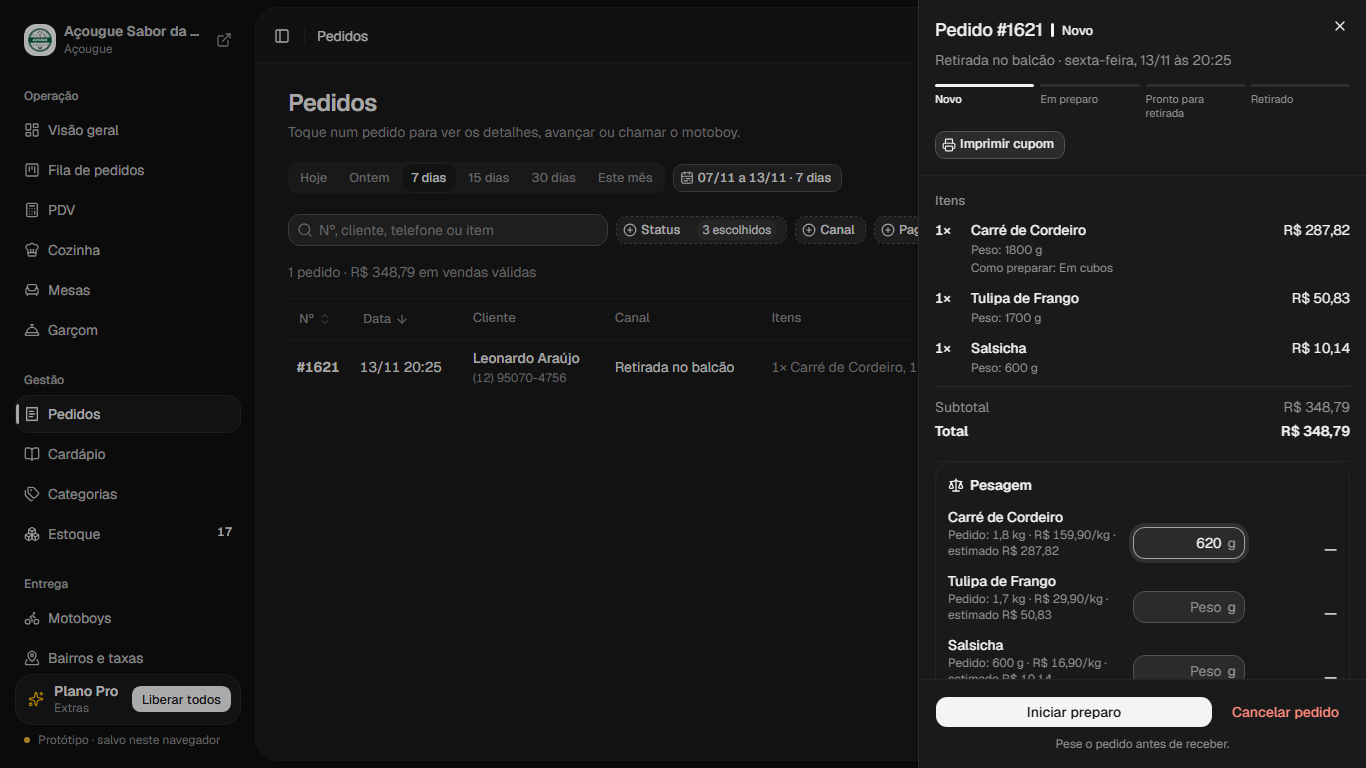 Açougue Sabor da ...
Açougue
Operação
Visão geral
Fila de pedidos
PDV
Cozinha
Mesas
Garçom
Gestão
Pedidos
Cardápio
Categorias
Estoque 17
Entrega
Motoboys
Bairros e taxas
Plano Pro
Extras
Liberar todos
Protótipo · salvo neste navegador
Pedidos
Pedidos
Toque num pedido para ver os detalhes, avançar ou chamar o motoboy.
Hoje Ontem 7 dias 15 dias 30 dias Este mês 07/11 a 13/11 · 7 dias
Nº, cliente, telefone ou item Status 3 escolhidos Canal Pag
1 pedido · R$ 348,79 em vendas válidas
Nº Data Cliente Canal Itens
#1621 13/11 20:25 Leonardo Araújo Retirada no balcão 1× Carré de Cordeiro, 1
(12) 95070-4756
Pedido #1621 Novo
Retirada no balcão · sexta-feira, 13/11 às 20:25
Novo Em preparo Pronto para Retirado
retirada
Imprimir cupom
Itens
1× Carré de Cordeiro R$ 287,82
Peso: 1800 g
Como preparar: Em cubos
1× Tulipa de Frango R$ 50,83
Peso: 1700 g
1× Salsicha R$ 10,14
Peso: 600 g
Subtotal R$ 348,79
Total R$ 348,79
Pesagem
Carré de Cordeiro
Pedido: 1,8 kg · R$ 159,90/kg ·
estimado R$ 287,82
620 g —
Tulipa de Frango
Pedido: 1,7 kg · R$ 29,90/kg ·
estimado R$ 50,83
Peso g —
Salsicha
Pedido: 600 g · R$ 16,90/kg ·
estimado R$ 10,14
Peso g —
Iniciar preparo Cancelar pedido
Pese o pedido antes de receber.